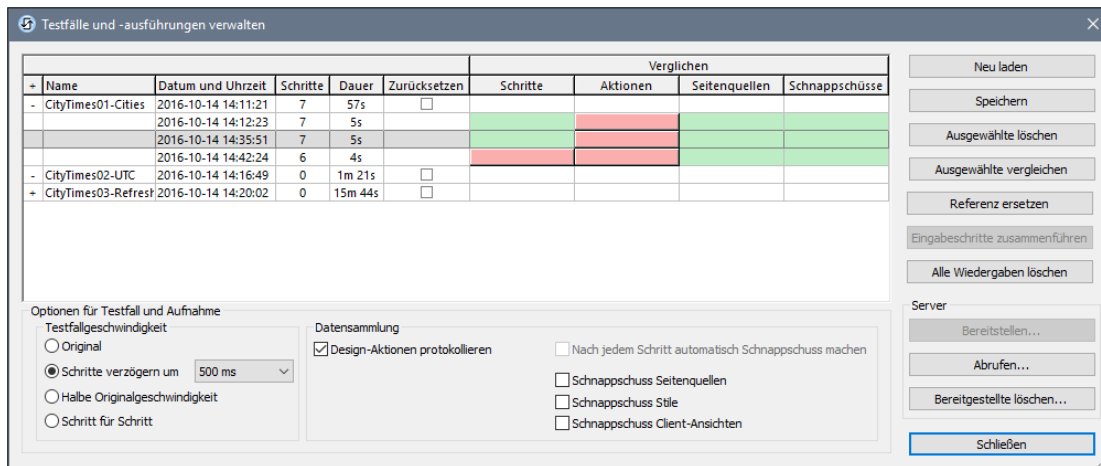 Testfälle und -ausführungen verwalten
Verglichen
+ Name Datum und Uhrzeit Schritte Dauer Zurücksetzen Schritte Aktionen Seitenquellen Schnappschüsse
- CityTimes01-Cities 2016-10-14 14:11:21 7 57s
2016-10-14 14:12:23 7 5s
2016-10-14 14:35:51 7 5s
2016-10-14 14:42:24 6 4s
- CityTimes02-UTC 2016-10-14 14:16:49 0 1m 21s
+ CityTimes03-Refresh 2016-10-14 14:20:02 0 15m 44s
Neu laden
Speichern
Ausgewählte löschen
Ausgewählte vergleichen
Referenz ersetzen
Eingabeschritte zusammenführen
Alle Wiedergaben löschen
Optionen für Testfall und Aufnahme
Testfallgeschwindigkeit
Original
Schritte verzögern um 500 ms
Halbe Originalgeschwindigkeit
Schritt für Schritt
Datensammlung
Design-Aktionen protokollieren
Nach jedem Schritt automatisch Schnappschuss machen
Schnappschuss Seitenquellen
Schnappschuss Stile
Schnappschuss Client-Ansichten
Server
Bereitstellen...
Abrufen...
Bereitgestellte löschen...
Schließen